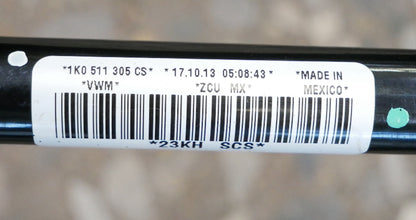 *1K0 511 305 CS* *17.10.13 05:08:43* *MADE IN
*VWM* *ZCU MX* MEXICO*
*23KH SCS*